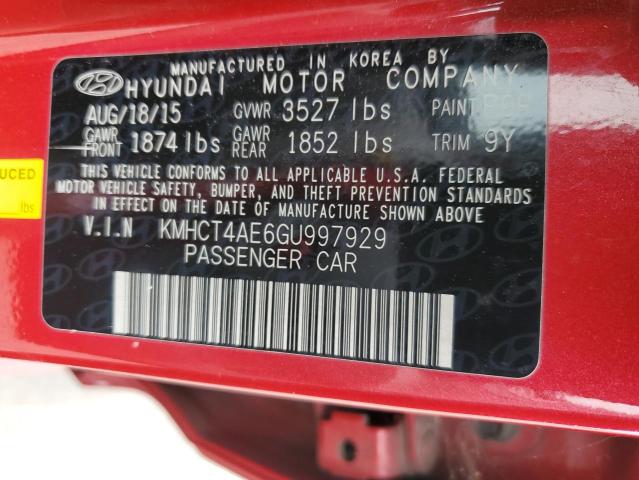 MANUFACTURED IN KOREA BY
HYUNDAI MOTOR COMPANY
AUG/18/15 GVWR 3527 lbs PAINT
GAWR FRONT 1874 lbs GAWR REAR 1852 lbs TRIM 9Y
THIS VEHICLE CONFORMS TO ALL APPLICABLE U.S.A. FEDERAL
MOTOR VEHICLE SAFETY, BUMPER, AND THEFT PREVENTION STANDARDS
IN EFFECT ON THE DATE OF MANUFACTURE SHOWN ABOVE.
V.I.N KMHCT4AE6GU997929
PASSENGER CAR
UCED
lbs